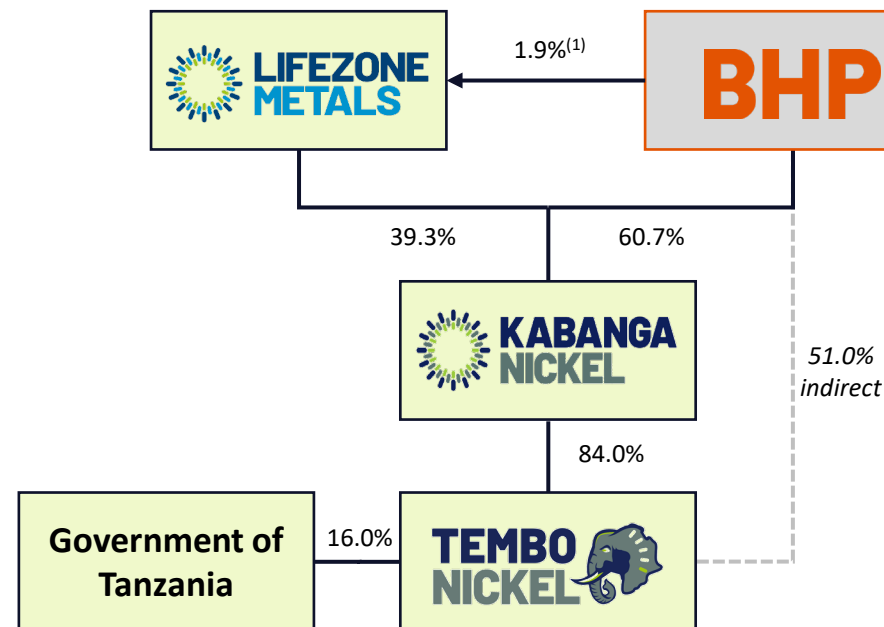 LIFEZONE
METALS
1.9%(1)
BHP
39.3%
60.7%
KABANGA
NICKEL
51.0%
indirect
84.0%
Government of
Tanzania
16.0%
TEMBO
NICKEL